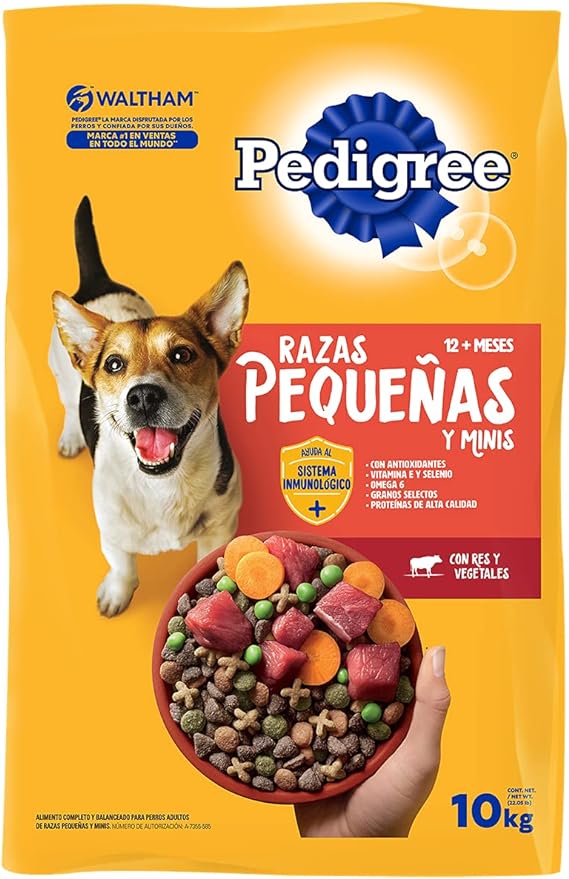 WALTHAM™
PEDIGREE® LA MARCA DISFRUTADA POR LOS
PERROS Y CONFIADA POR SUS DUEÑOS.
MARCA #1 EN VENTAS
EN TODO EL MUNDO**
Pedigree®
RAZAS
12 + MESES
PEQUEÑAS
Y MINIS
AYUDA AL
SISTEMA
INMUNOLÓGICO
+
• CON ANTIOXIDANTES
• VITAMINA E Y SELENIO
• OMEGA 6
• GRANOS SELECTOS
• PROTEÍNAS DE ALTA CALIDAD
CON RES Y
VEGETALES
ALIMENTO COMPLETO Y BALANCEADO PARA PERROS ADULTOS
DE RAZAS PEQUEÑAS Y MINIS. NÚMERO DE AUTORIZACIÓN: A-7355-585
CONT. NET.
/ NET WT.
(22.05 lb)
10kg